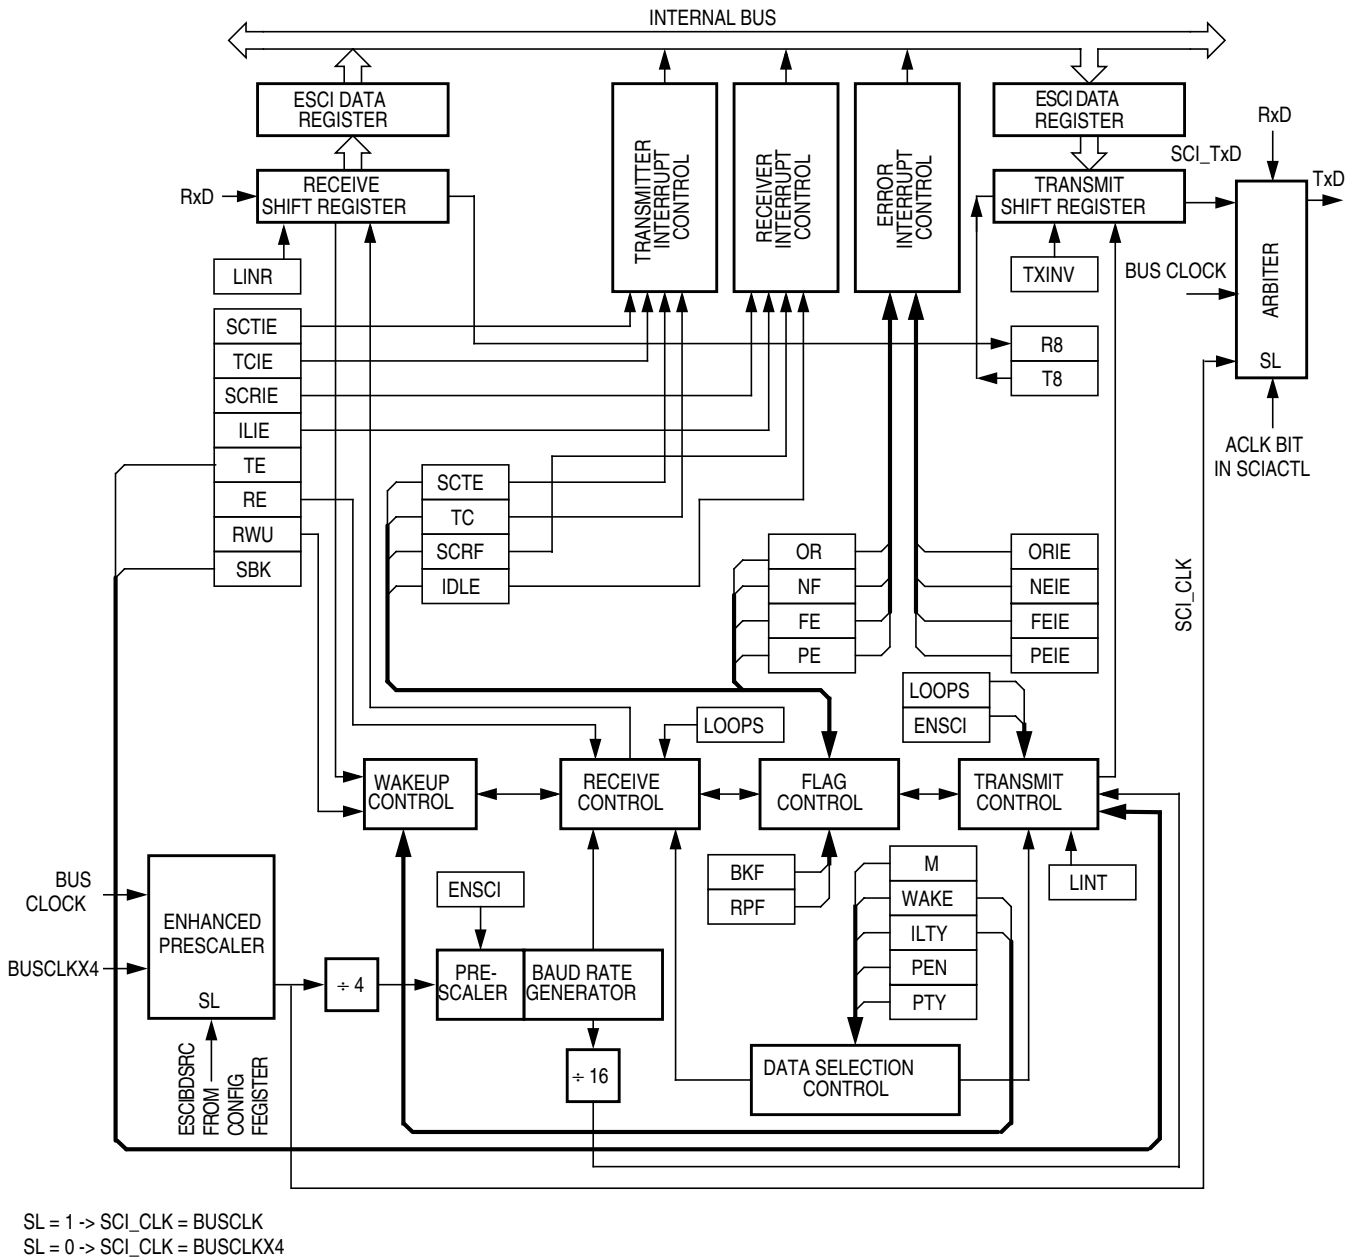 INTERNAL BUS
ESCI DATA
REGISTER
RECEIVE
SHIFT REGISTER
RxD
LINR
TRANSMITTER
INTERRUPT
CONTROL
RECEIVER
INTERRUPT
CONTROL
ERROR
INTERRUPT
CONTROL
ESCI DATA
REGISTER
TRANSMIT
SHIFT REGISTER
TXINV
SCI_TxD
RxD
TxD
BUS CLOCK
ARBITER
SL
ACLK BIT
IN SCIACTL
R8
T8
SCTIE
TCIE
SCRIE
ILIE
TE
RE
RWU
SBK
SCTE
TC
SCRF
IDLE
OR
NF
FE
PE
ORIE
NEIE
FEIE
PEIE
SCI_CLK
LOOPS
LOOPS
ENSCI
WAKEUP
CONTROL
RECEIVE
CONTROL
FLAG
CONTROL
TRANSMIT
CONTROL
BKF
RPF
M
WAKE
ILTY
PEN
PTY
LINT
BUS
CLOCK
BUSCLKX4
ENHANCED
PRESCALER
SL
ESCIBDSRC
FROM
CONFIG
FEGISTER
÷ 4
ENSCI
PRE-
SCALER
BAUD RATE
GENERATOR
÷ 16
DATA SELECTION
CONTROL
SL = 1 -> SCI_CLK = BUSCLK
SL = 0 -> SCI_CLK = BUSCLKX4